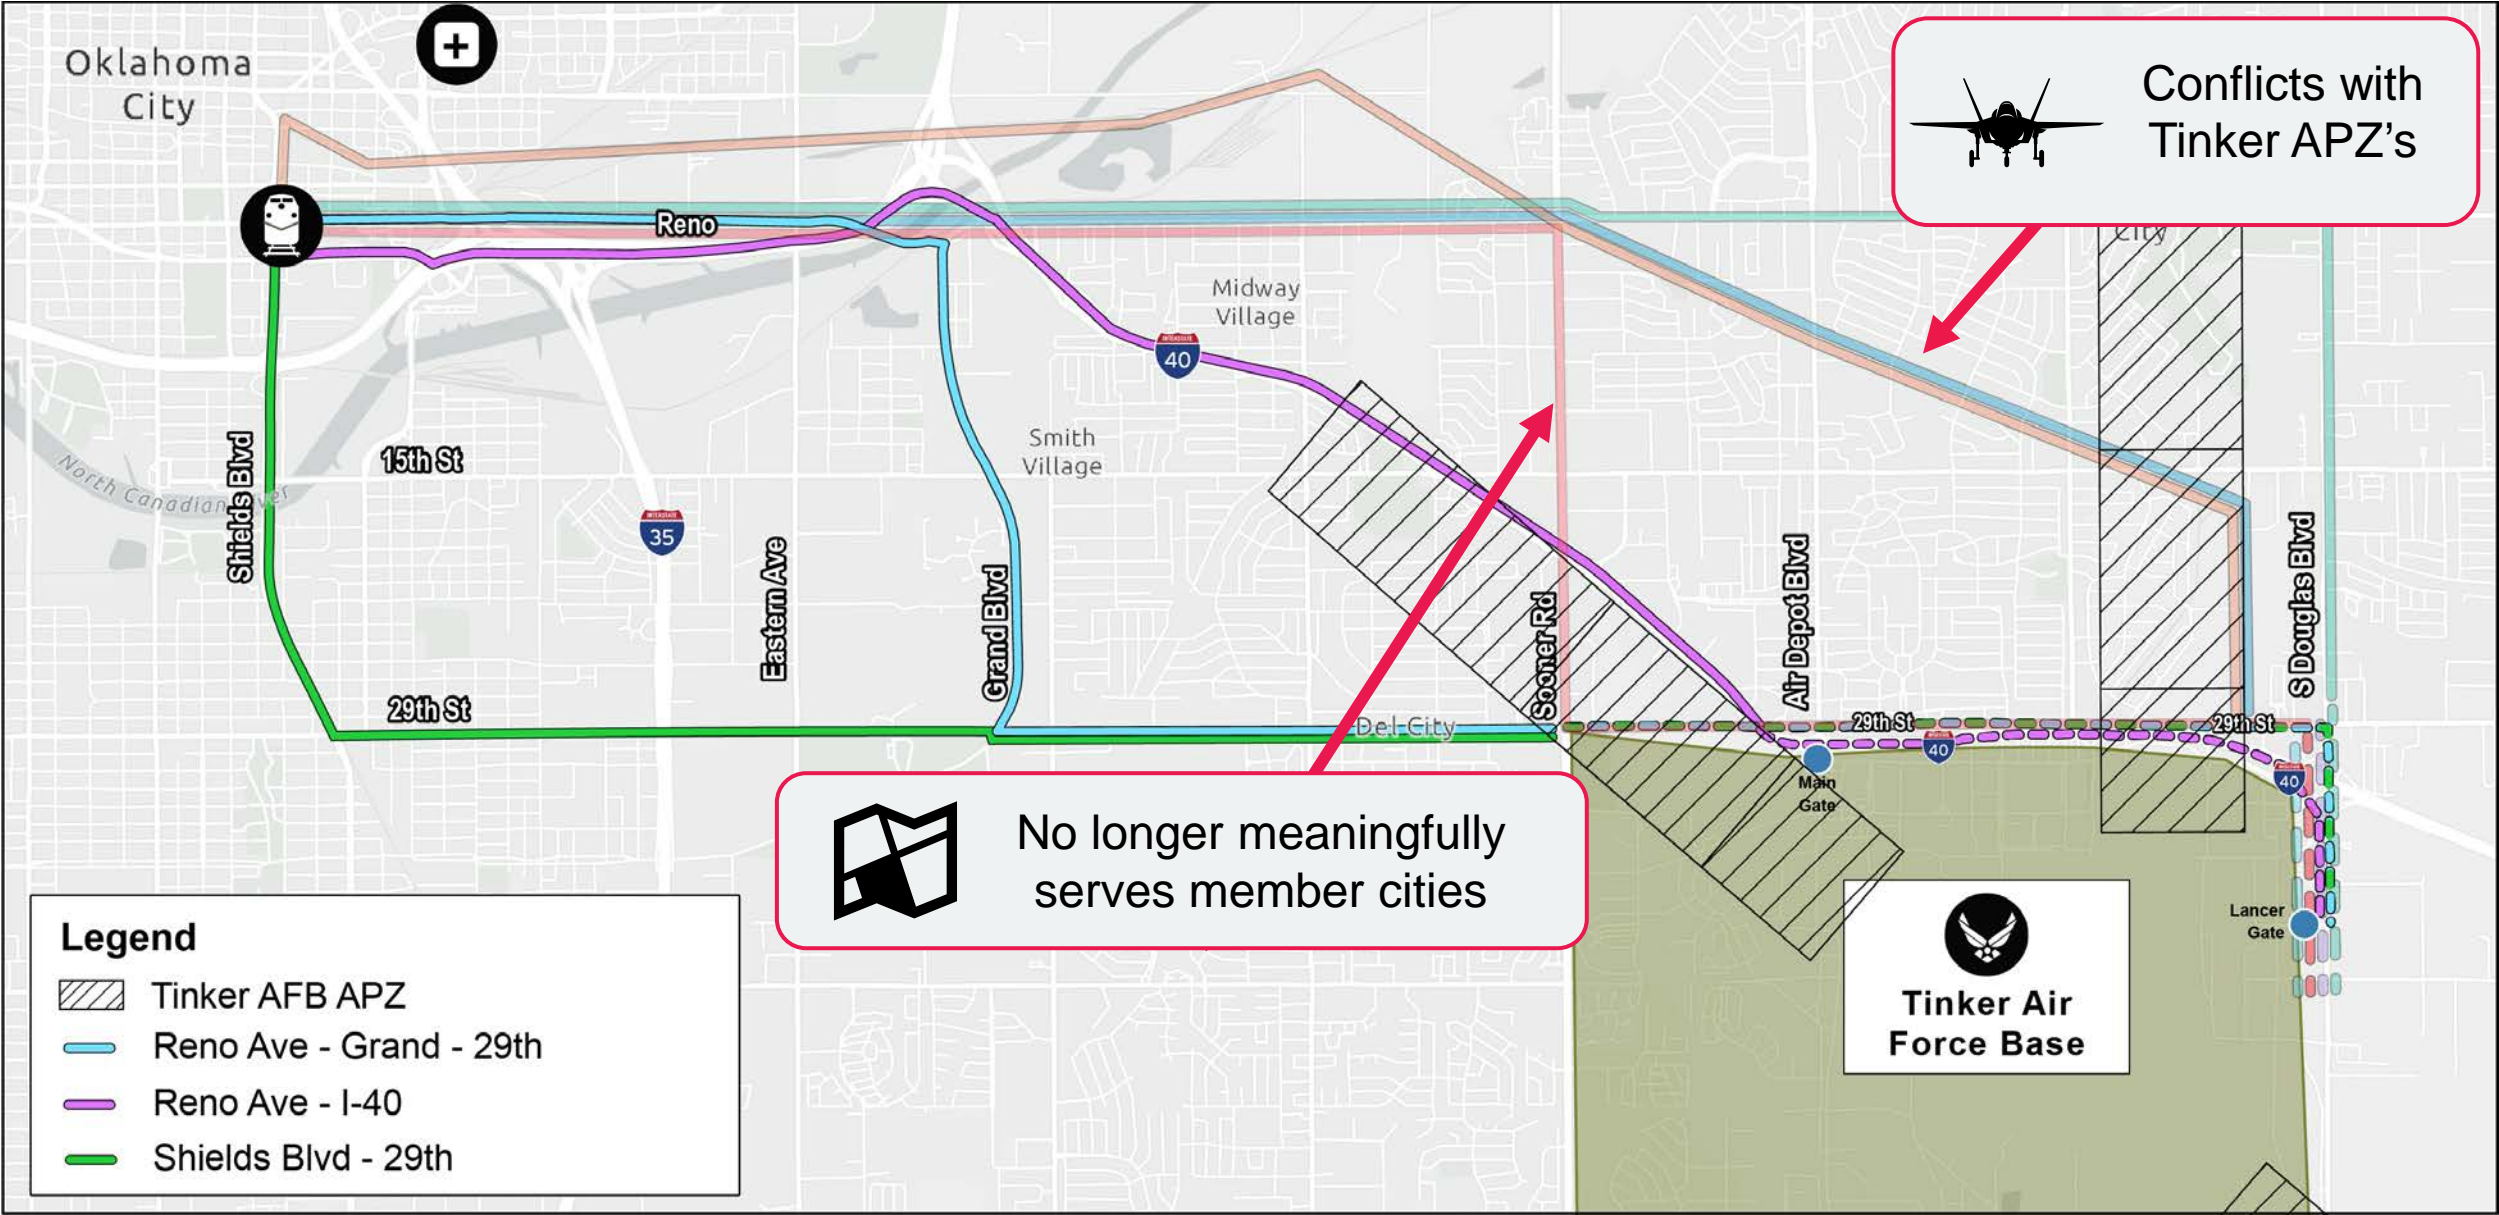 Oklahoma
City
Conflicts with
Tinker APZ's
City
Reno
Midway
Village
INTERSTATE
40
Smith
Village
15th St
North Canadian River
Shields Blvd
INTERSTATE
35
Eastern Ave
Grand Blvd
Sooner Rd
Air Depot Blvd
S Douglas Blvd
29th St
Del City
29th St
29th St
40
40
Main
Gate
No longer meaningfully
serves member cities
Lancer
Gate
Tinker Air
Force Base
Legend
Tinker AFB APZ
Reno Ave - Grand - 29th
Reno Ave - I-40
Shields Blvd - 29th